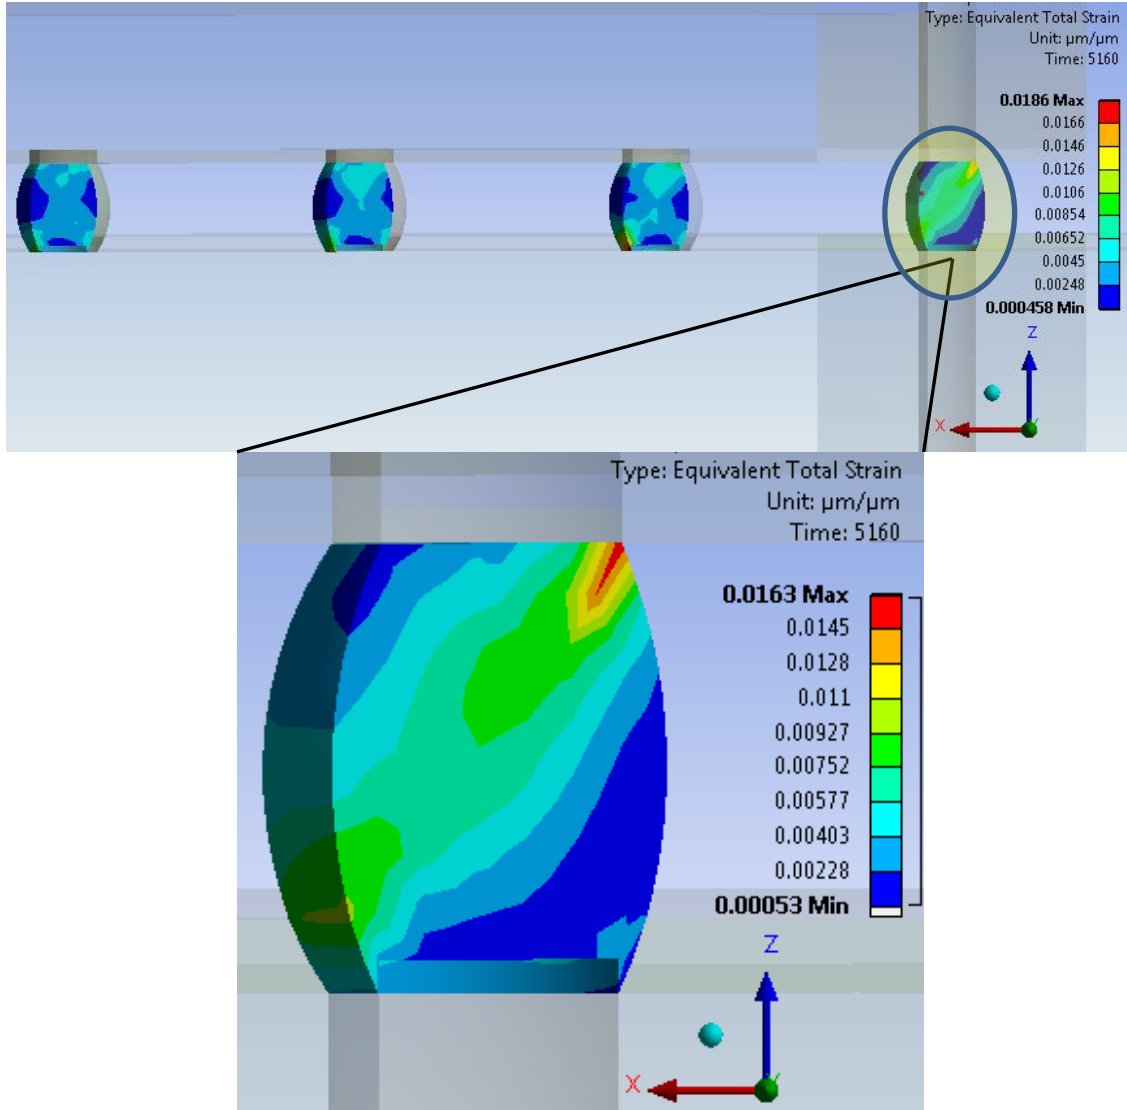 Type: Equivalent Total Strain
Unit: µm/µm
Time: 5160
0.0186 Max
0.0166
0.0146
0.0126
0.0106
0.00854
0.00652
0.0045
0.00248
0.000458 Min
Z
X
Type: Equivalent Total Strain
Unit: µm/µm
Time: 5160
0.0163 Max
0.0145
0.0128
0.011
0.00927
0.00752
0.00577
0.00403
0.00228
0.00053 Min
Z
X